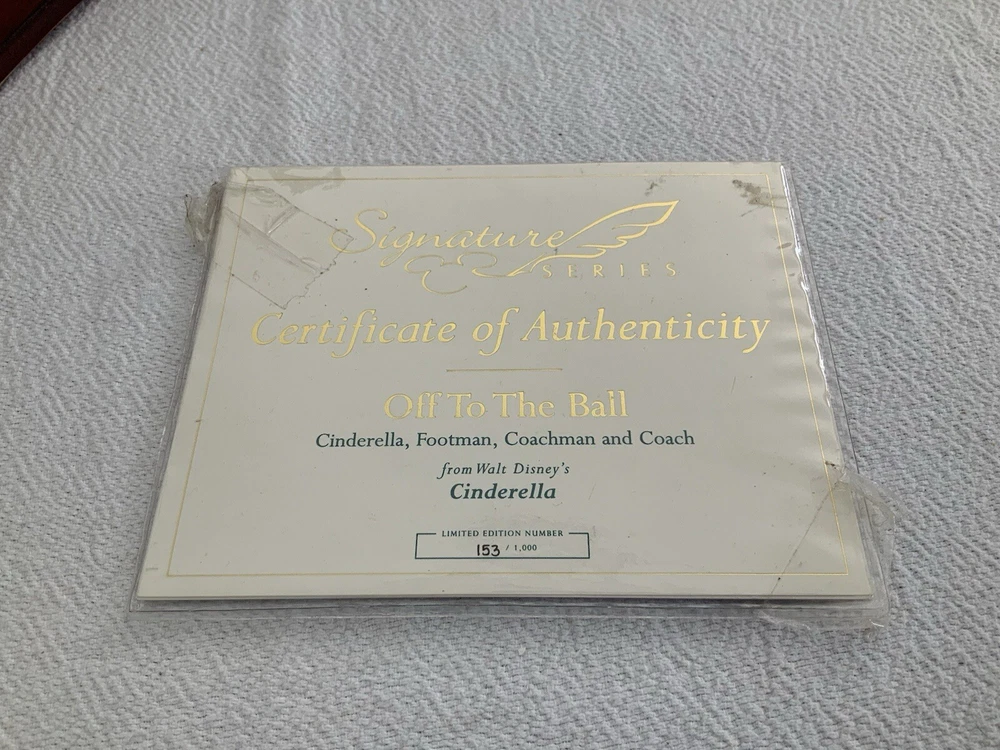 Signature
SERIES
Certificate of Authenticity
Off To The Ball
Cinderella, Footman, Coachman and Coach
from Walt Disney's
Cinderella
LIMITED EDITION NUMBER
153 / 1,000